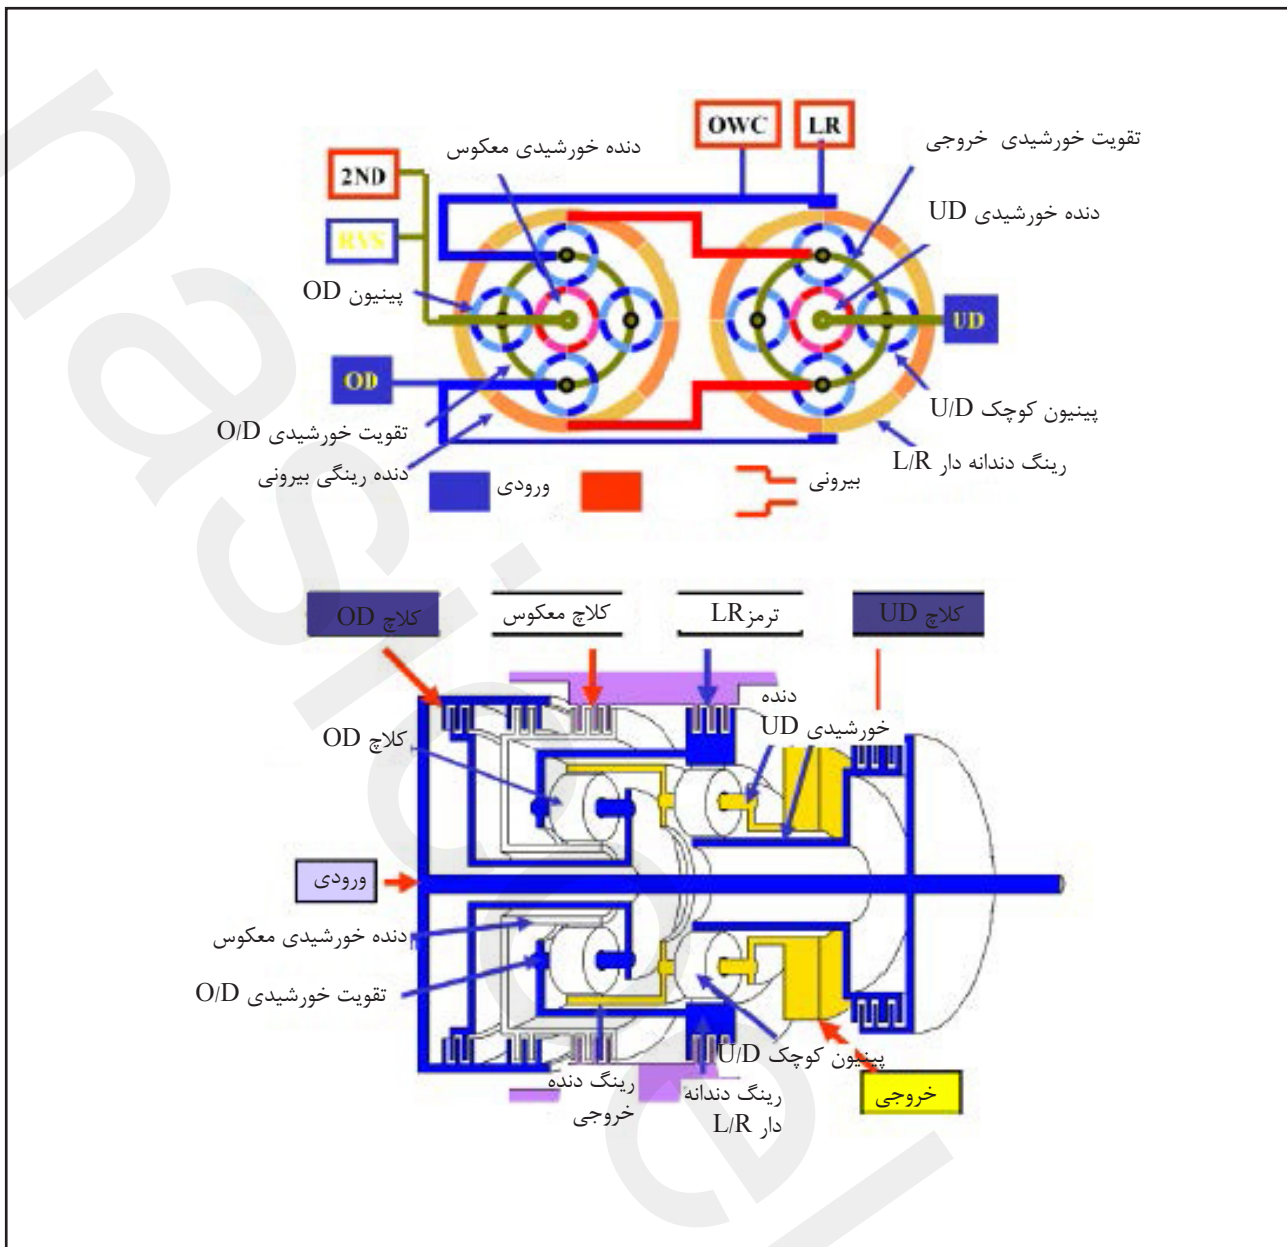 OWC
LR
تقویت خورشیدی خروجی
دنده خورشیدی معکوس
2ND
دنده خورشیدی UD
RVS
پینیون OD
UD
OD
پینیون کوچک U/D
تقویت خورشیدی O/D
رینگ دندانه دار L/R
دنده رینگی بیرونی
ورودی
بیرونی
کلاچ OD
کلاچ معکوس
ترمز LR
کلاچ UD
دنده
خورشیدی UD
کلاچ OD
ورودی
دنده خورشیدی معکوس
تقویت خورشیدی O/D
پینیون کوچک U/D
رینگ دنده
خروجی
رینگ دندانه
دار L/R
خروجی